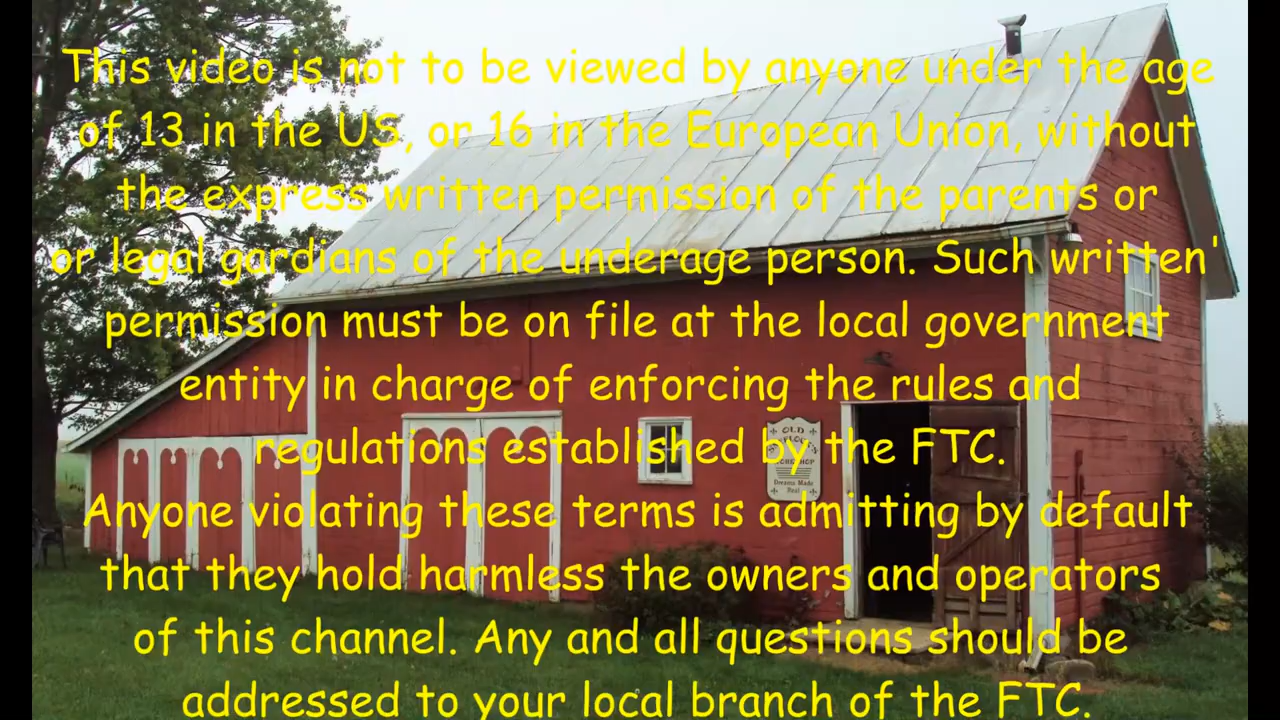 This video is not to be viewed by anyone under the age
of 13 in the US, or 16 in the European Union, without
the express written permission of the parents or
or legal gardians of the underage person. Such written'
permission must be on file at the local government
entity in charge of enforcing the rules and
regulations established by the FTC.
Anyone violating these terms is admitting by default
that they hold harmless the owners and operators
of this channel. Any and all questions should be
addressed to your local branch of the FTC.
OLD
Dreams Made
Real